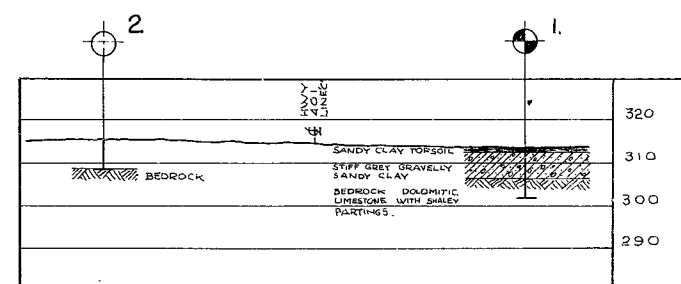 2
1.
HWY
401
LINEC.
320
SANDY CLAY TOPSOIL
310
STIFF GREY GRAVELLY
SANDY CLAY
BEDROCK
BEDROCK DOLOMITIC
LIMESTONE WITH SHALEY
PARTINGS.
300
290